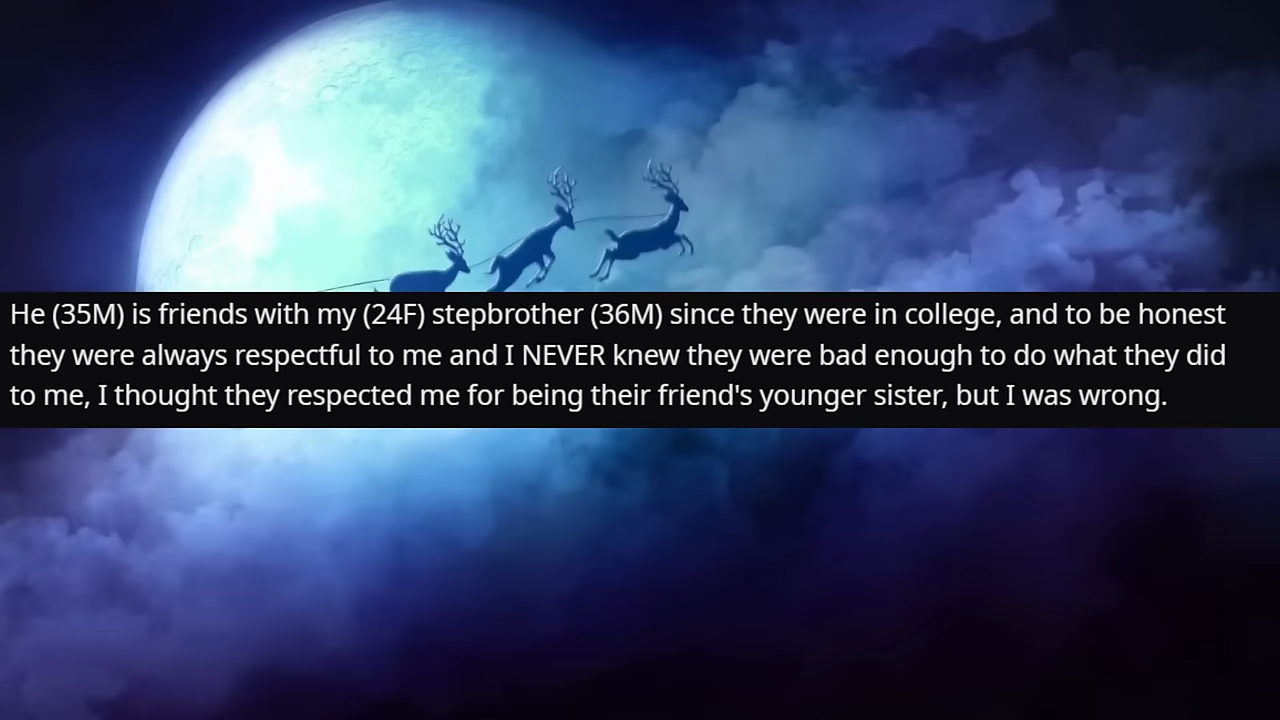 He (35M) is friends with my (24F) stepbrother (36M) since they were in college, and to be honest
they were always respectful to me and I NEVER knew they were bad enough to do what they did
to me, I thought they respected me for being their friend's younger sister, but I was wrong.